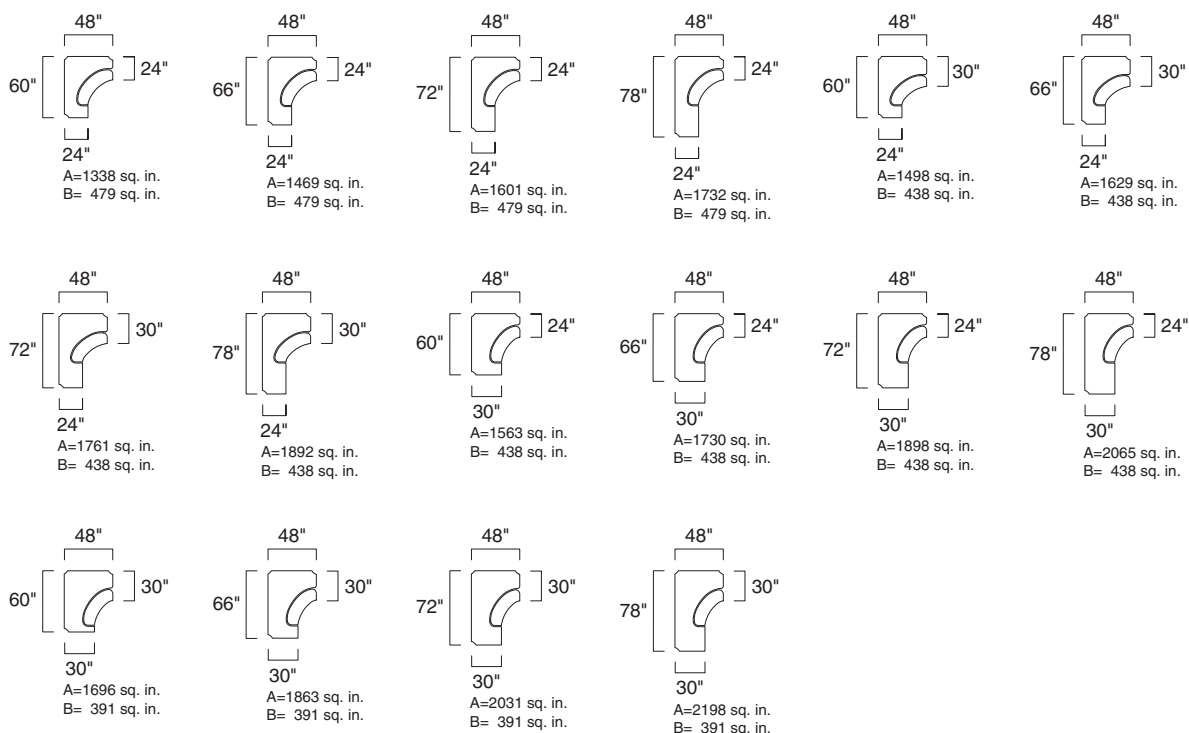 48"
60"
24"
24"
A=1338 sq. in.
B= 479 sq. in.
48"
66"
24"
24"
A=1469 sq. in.
B= 479 sq. in.
48"
72"
24"
24"
A=1601 sq. in.
B= 479 sq. in.
48"
78"
24"
24"
A=1732 sq. in.
B= 479 sq. in.
48"
60"
30"
24"
A=1498 sq. in.
B= 438 sq. in.
48"
66"
30"
24"
A=1629 sq. in.
B= 438 sq. in.
48"
72"
30"
24"
A=1761 sq. in.
B= 438 sq. in.
48"
78"
30"
24"
A=1892 sq. in.
B= 438 sq. in.
48"
60"
24"
30"
A=1563 sq. in.
B= 438 sq. in.
48"
66"
24"
30"
A=1730 sq. in.
B= 438 sq. in.
48"
72"
24"
30"
A=1898 sq. in.
B= 438 sq. in.
48"
78"
24"
30"
A=2065 sq. in.
B= 438 sq. in.
48"
60"
30"
30"
A=1696 sq. in.
B= 391 sq. in.
48"
66"
30"
30"
A=1863 sq. in.
B= 391 sq. in.
48"
72"
30"
30"
A=2031 sq. in.
B= 391 sq. in.
48"
78"
30"
30"
A=2198 sq. in.
B= 391 sq. in.